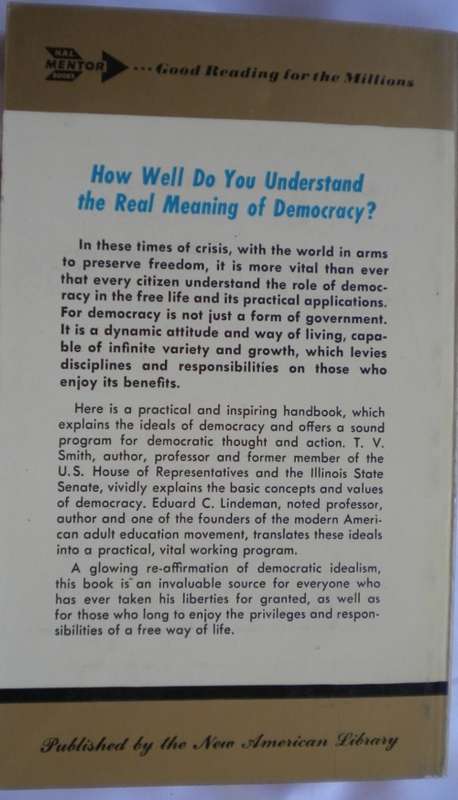 NAL
MENTOR
BOOKS
...Good Reading for the Millions
How Well Do You Understand
the Real Meaning of Democracy?
In these times of crisis, with the world in arms
to preserve freedom, it is more vital than ever
that every citizen understand the role of democ-
racy in the free life and its practical applications.
For democracy is not just a form of government.
It is a dynamic attitude and way of living, capa-
ble of infinite variety and growth, which levies
disciplines and responsibilities on those who
enjoy its benefits.
Here is a practical and inspiring handbook, which
explains the ideals of democracy and offers a sound
program for democratic thought and action. T. V.
Smith, author, professor and former member of the
U.S. House of Representatives and the Illinois State
Senate, vividly explains the basic concepts and values
of democracy. Eduard C. Lindeman, noted professor,
author and one of the founders of the modern Ameri-
can adult education movement, translates these ideals
into a practical, vital working program.
A glowing re-affirmation of democratic idealism,
this book is an invaluable source for everyone who
has ever taken his liberties for granted, as well as
for those who long to enjoy the privileges and respon-
sibilities of a free way of life.
Published by the New American Library